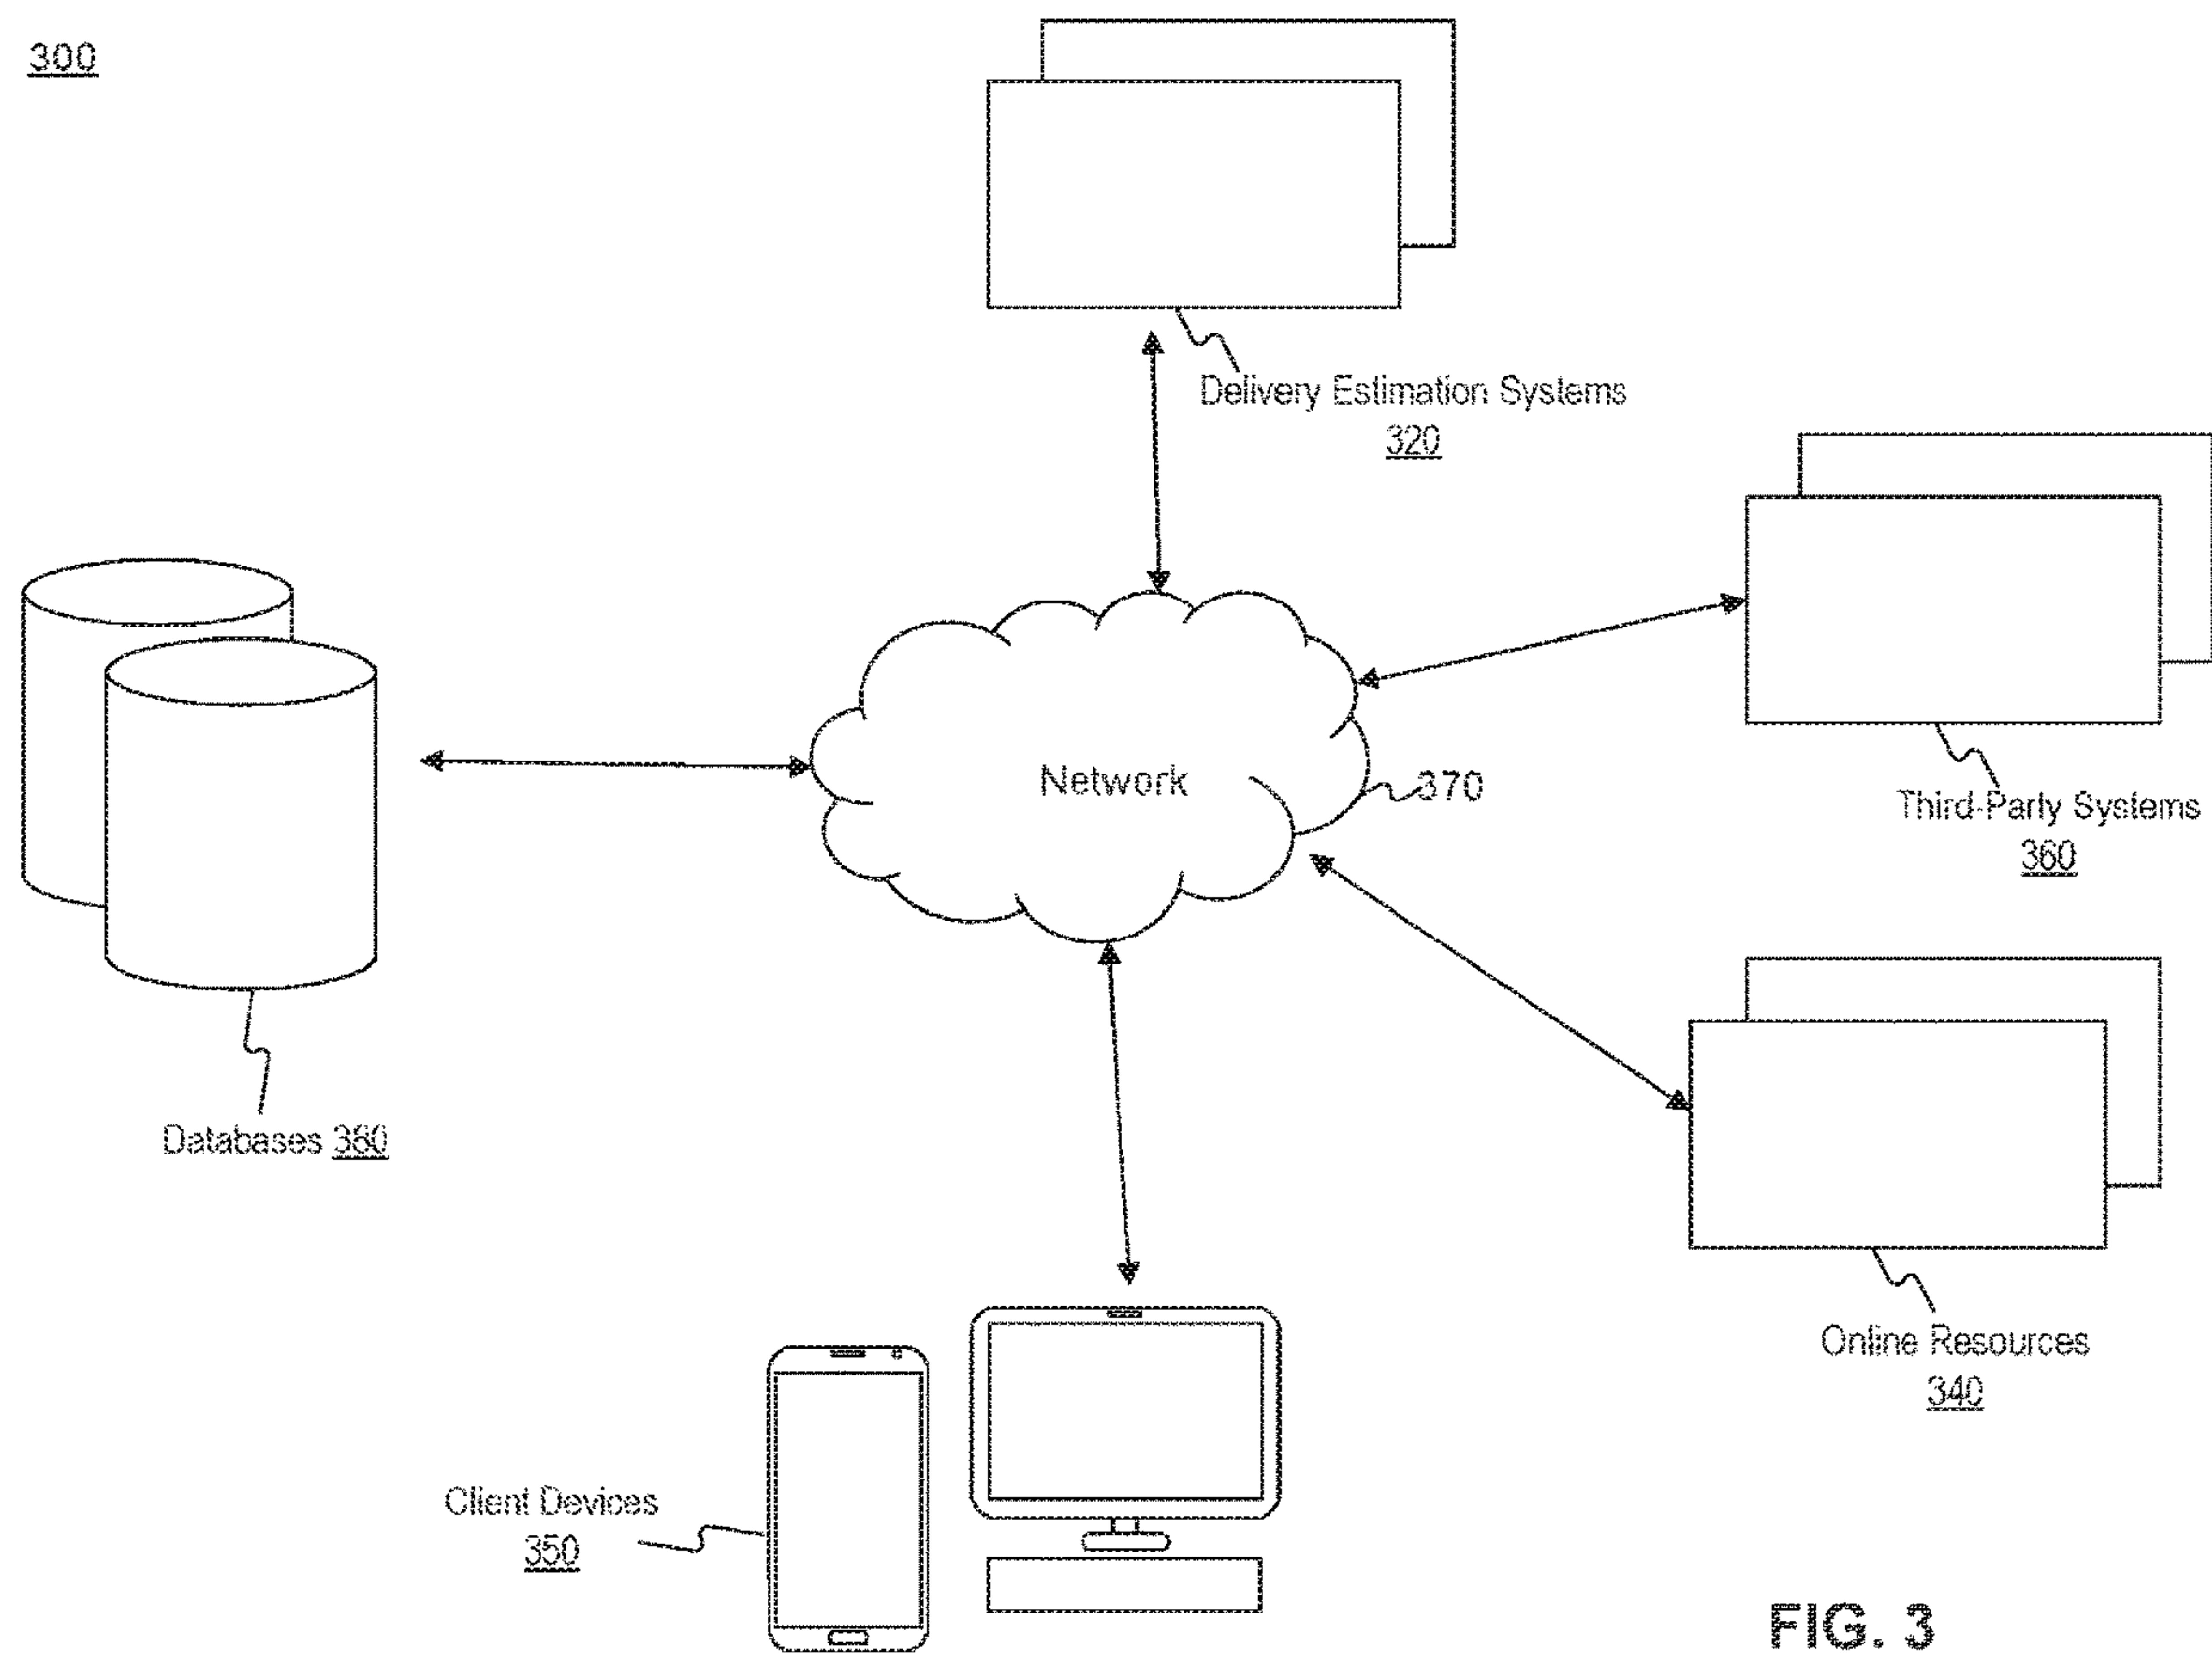 300
Delivery Estimation Systems
320
Network
370
Third-Party Systems
360
Databases 380
Online Resources
340
Client Devices
350
FIG. 3